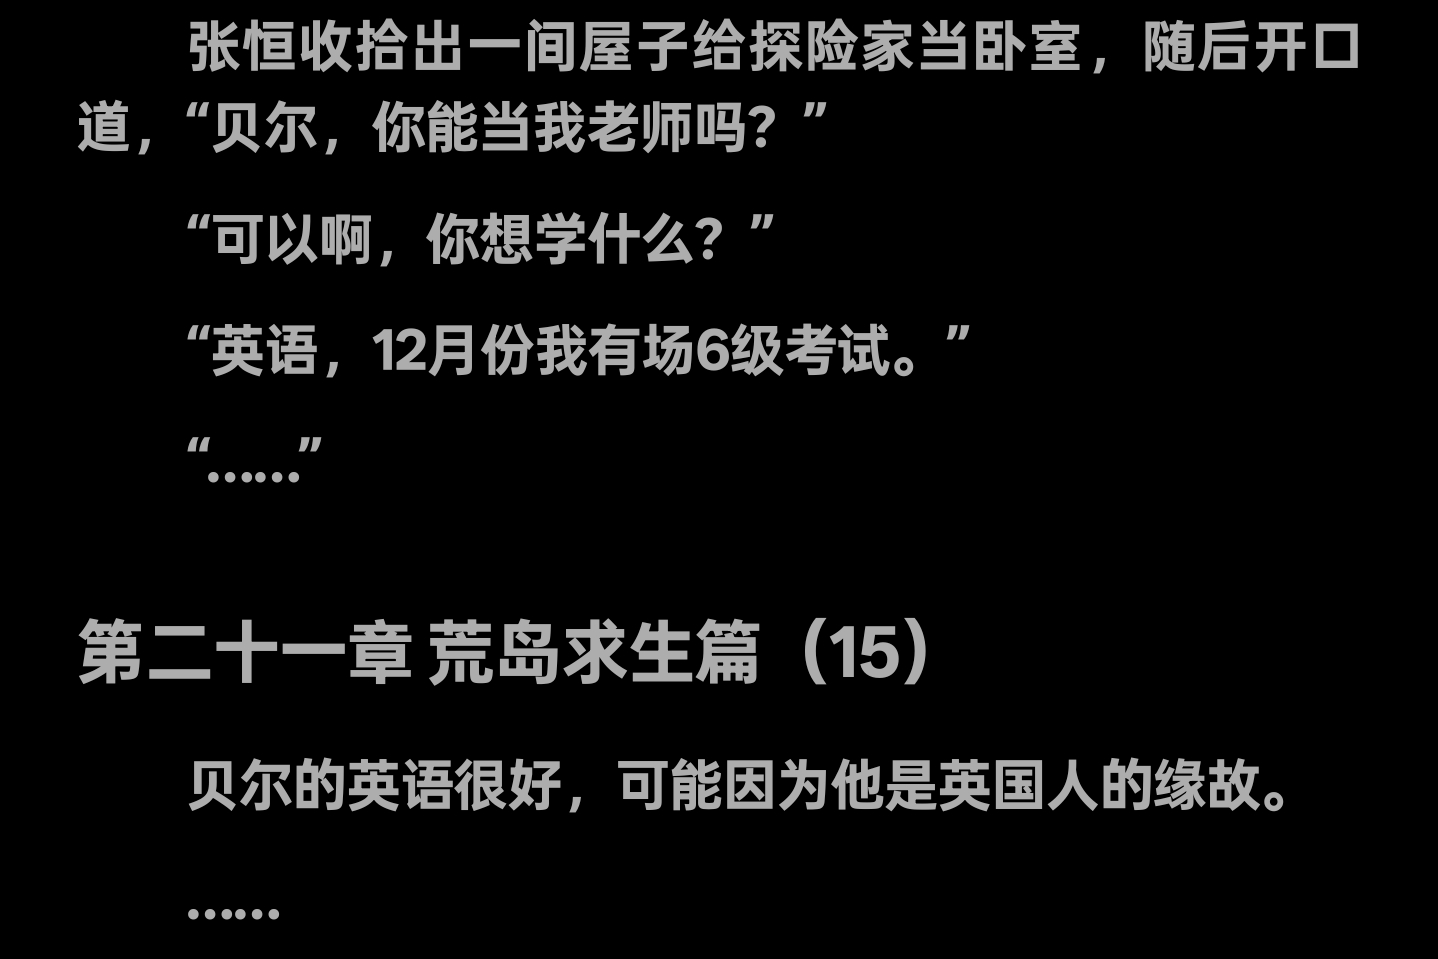 张恒收拾出一间屋子给探险家当卧室，随后开口
道，“贝尔，你能当我老师吗？”
“可以啊，你想学什么？”
“英语，12月份我有场6级考试。”
“……”
第二十一章 荒岛求生篇（15）
贝尔的英语很好，可能因为他是英国人的缘故。
……